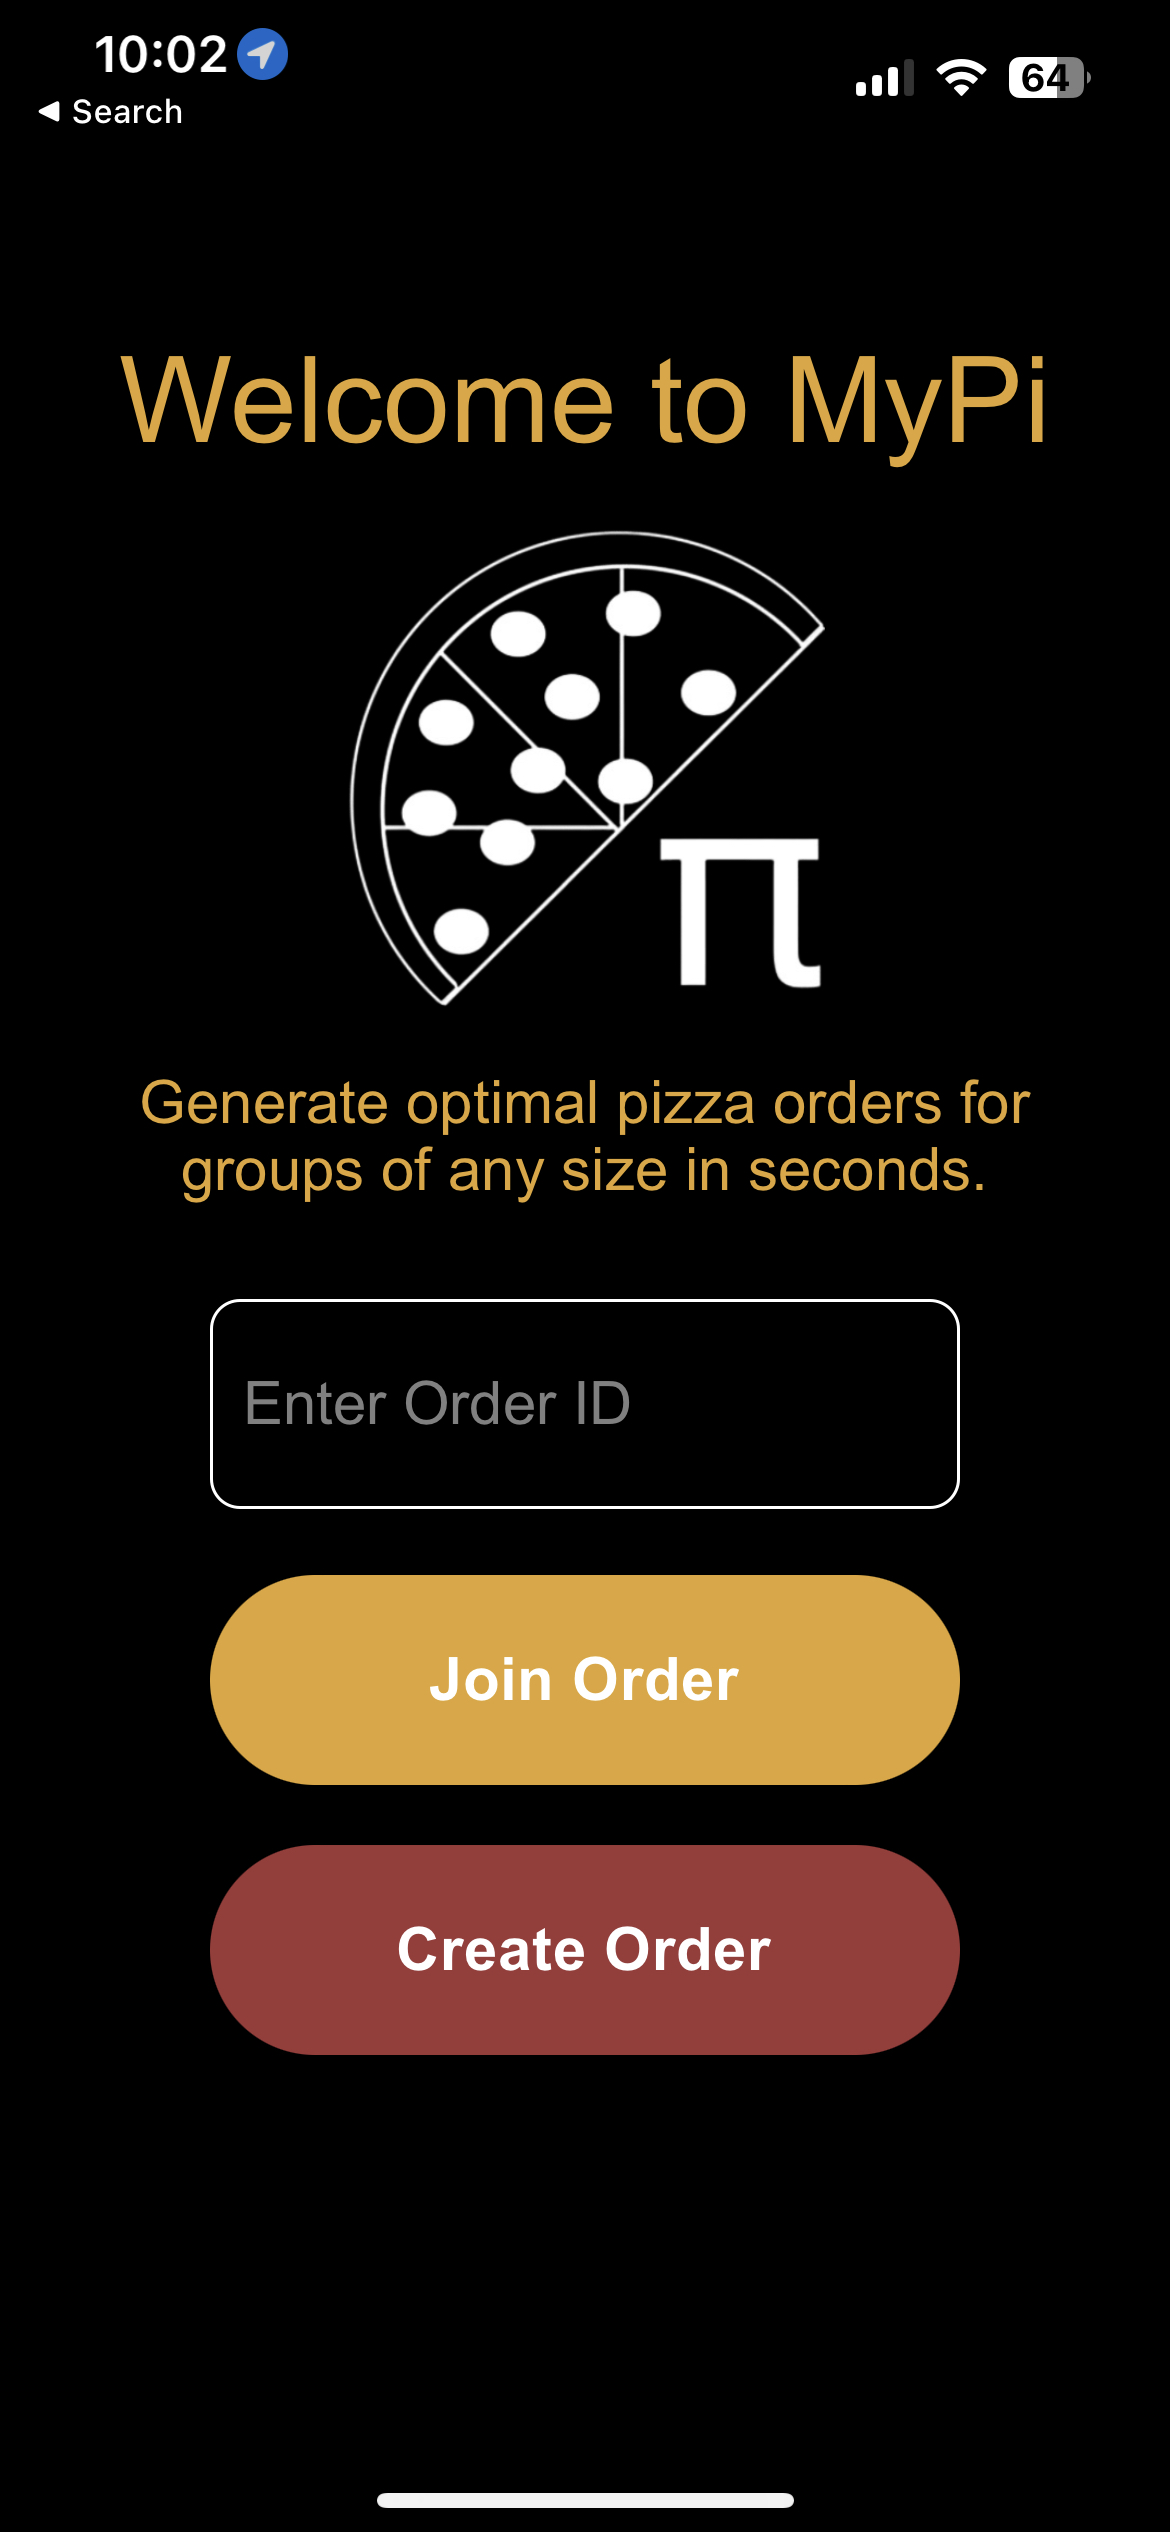 10:02
64
Search
Welcome to MyPi
π
Generate optimal pizza orders for
groups of any size in seconds.
Enter Order ID
Join Order
Create Order